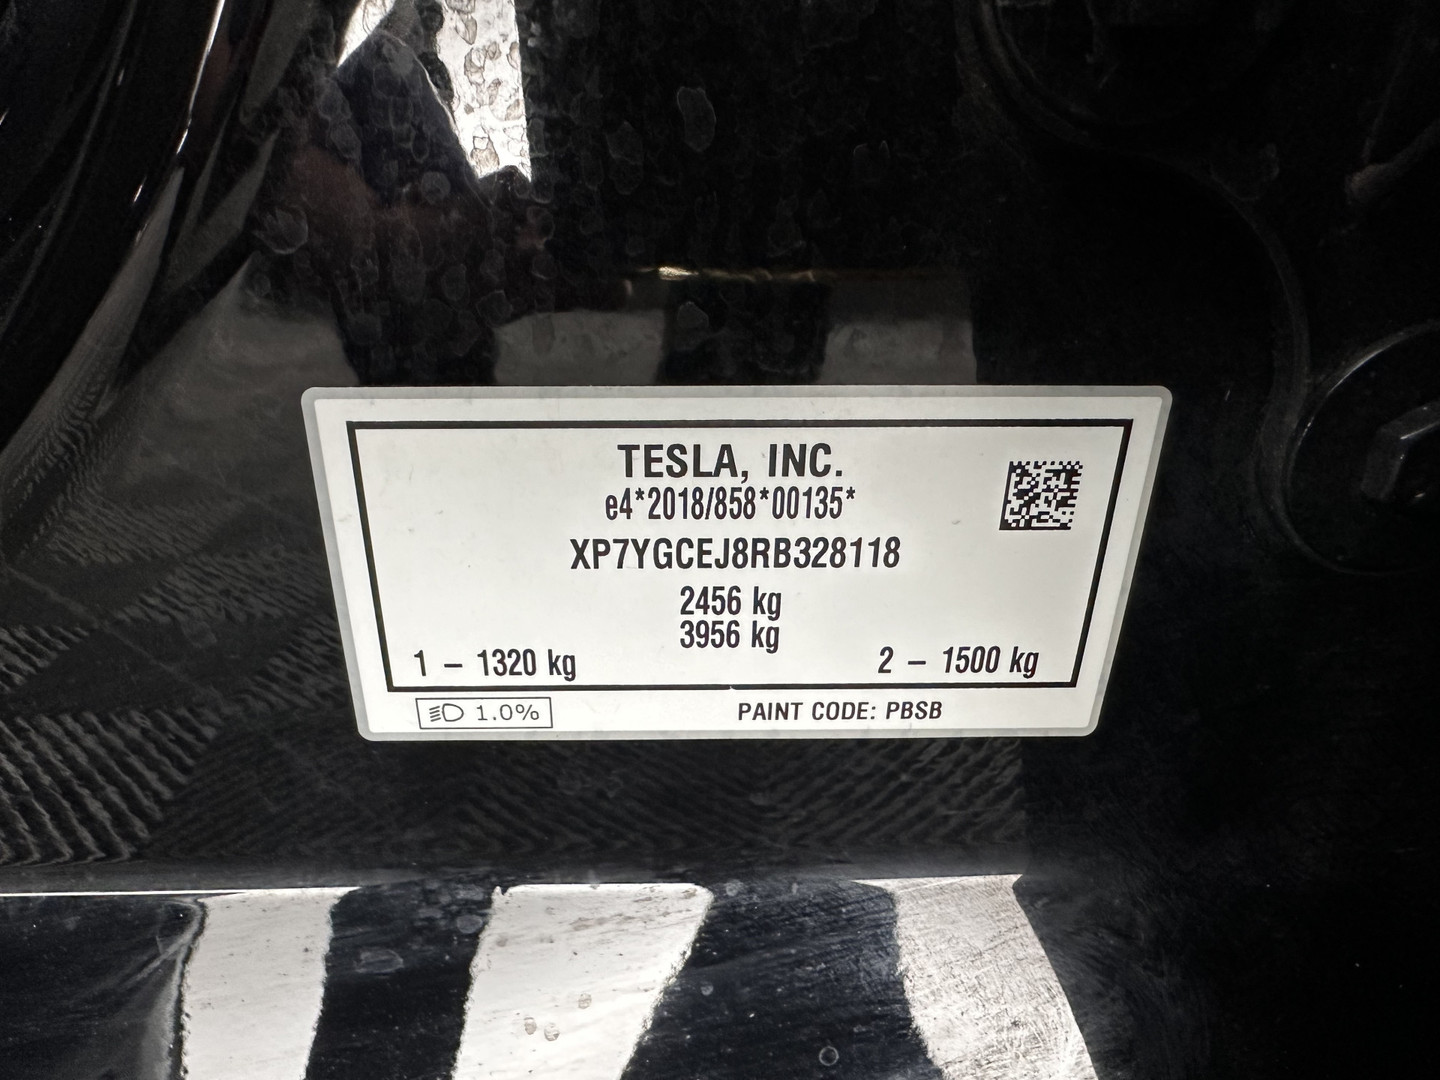 TESLA, INC.
e4*2018/858*00135*
XP7YGCEJ8RB328118
2456 kg
3956 kg
1 – 1320 kg 2 – 1500 kg
1.0% PAINT CODE: PBSB